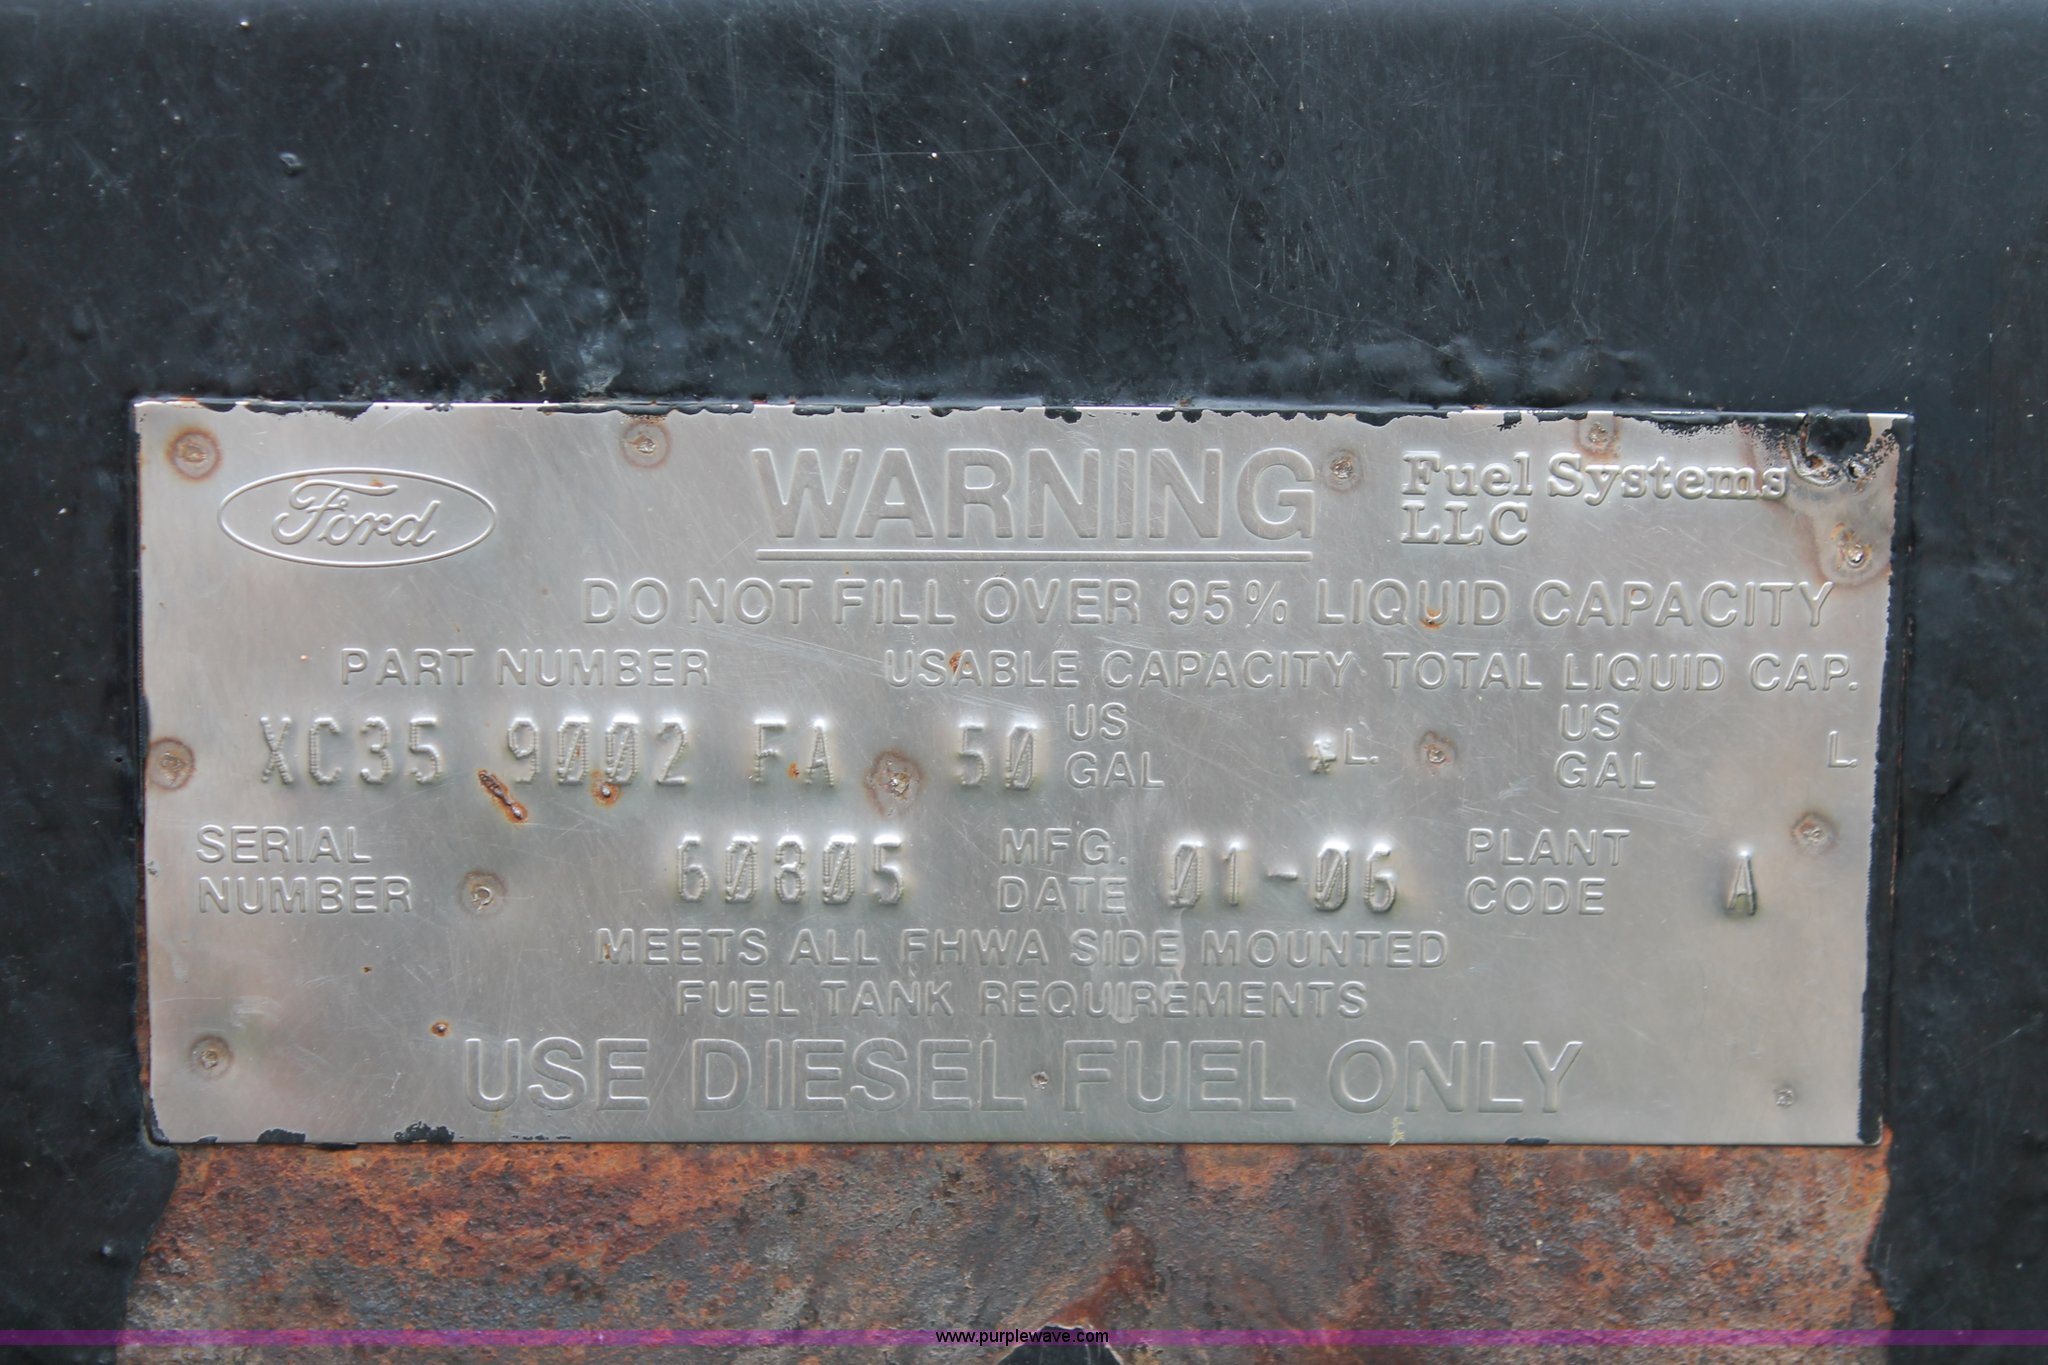 Ford
WARNING
Fuel Systems
LLC
DO NOT FILL OVER 95% LIQUID CAPACITY
PART NUMBER USABLE CAPACITY TOTAL LIQUID CAP.
XC35 9002 FA 50 US GAL L. US GAL L.
SERIAL NUMBER 60805 MFG. DATE 01-06 PLANT CODE A
MEETS ALL FHWA SIDE MOUNTED
FUEL TANK REQUIREMENTS
USE DIESEL FUEL ONLY
www.purplewave.com